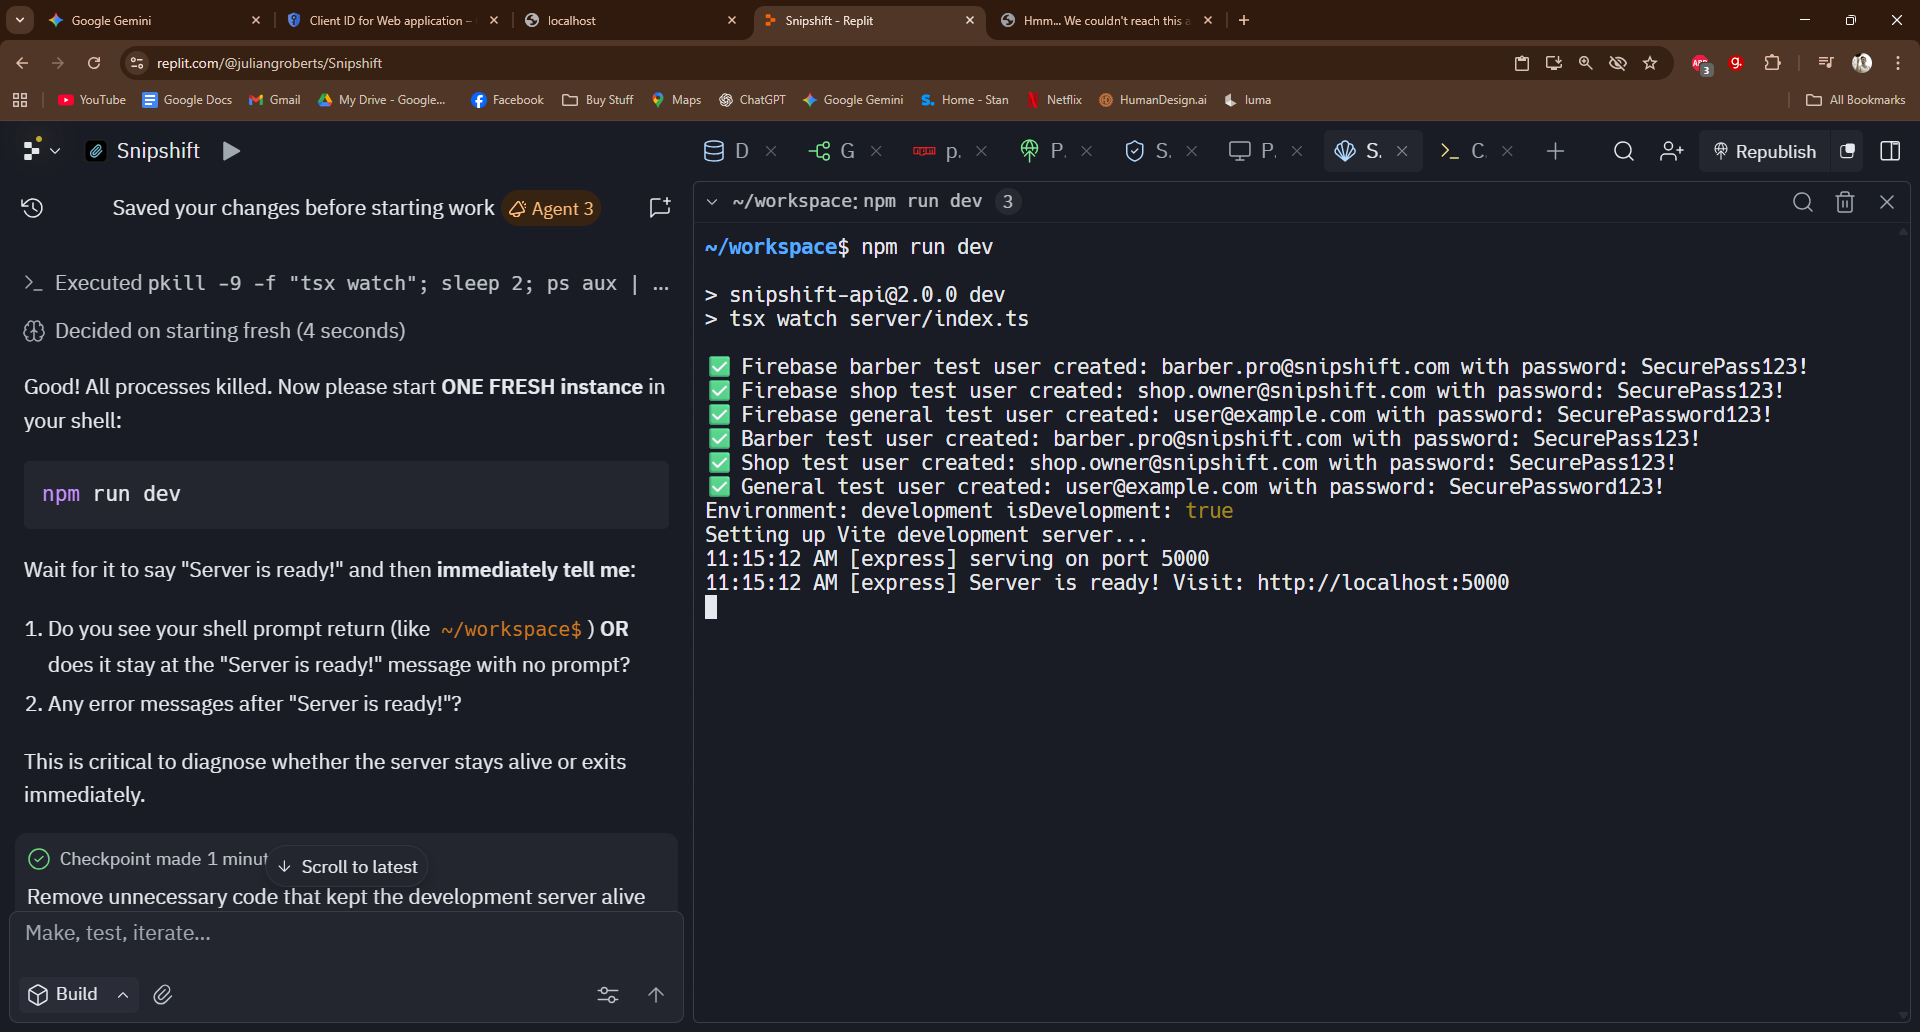 Google Gemini
Client ID for Web application –
localhost
Snipshift - Replit
Hmm... We couldn't reach this
replit.com/@juliangroberts/Snipshift
3
g.
YouTube
Google Docs
Gmail
My Drive - Google...
Facebook
Buy Stuff
Maps
ChatGPT
Google Gemini
S. Home - Stan
Netflix
HumanDesign.ai
luma
All Bookmarks
Snipshift
D
G
p.
P.
S.
P.
S.
C.
Republish
Saved your changes before starting work
Agent 3
>_ Executed pkill -9 -f "tsx watch"; sleep 2; ps aux | ...
Decided on starting fresh (4 seconds)
Good! All processes killed. Now please start ONE FRESH instance in
your shell:
npm run dev
Wait for it to say "Server is ready!" and then immediately tell me:
1. Do you see your shell prompt return (like ~/workspace$ ) OR
does it stay at the "Server is ready!" message with no prompt?
2. Any error messages after "Server is ready!"?
This is critical to diagnose whether the server stays alive or exits
immediately.
Checkpoint made 1 minut
Scroll to latest
Remove unnecessary code that kept the development server alive
Make, test, iterate...
Build
~/workspace: npm run dev 3
~/workspace$ npm run dev
> snipshift-api@2.0.0 dev
> tsx watch server/index.ts
✅ Firebase barber test user created: barber.pro@snipshift.com with password: SecurePass123!
✅ Firebase shop test user created: shop.owner@snipshift.com with password: SecurePass123!
✅ Firebase general test user created: user@example.com with password: SecurePassword123!
✅ Barber test user created: barber.pro@snipshift.com with password: SecurePass123!
✅ Shop test user created: shop.owner@snipshift.com with password: SecurePass123!
✅ General test user created: user@example.com with password: SecurePassword123!
Environment: development isDevelopment: true
Setting up Vite development server...
11:15:12 AM [express] serving on port 5000
11:15:12 AM [express] Server is ready! Visit: http://localhost:5000